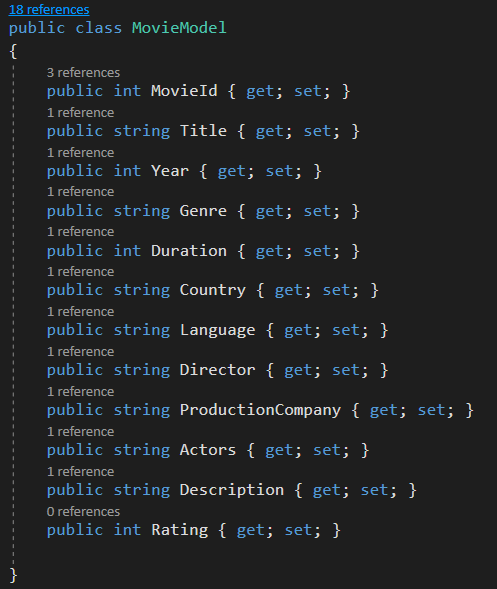 18 references
public class MovieModel
{
3 references
public int MovieId { get; set; }
1 reference
public string Title { get; set; }
1 reference
public int Year { get; set; }
1 reference
public string Genre { get; set; }
1 reference
public int Duration { get; set; }
1 reference
public string Country { get; set; }
1 reference
public string Language { get; set; }
1 reference
public string Director { get; set; }
1 reference
public string ProductionCompany { get; set; }
1 reference
public string Actors { get; set; }
1 reference
public string Description { get; set; }
0 references
public int Rating { get; set; }
}